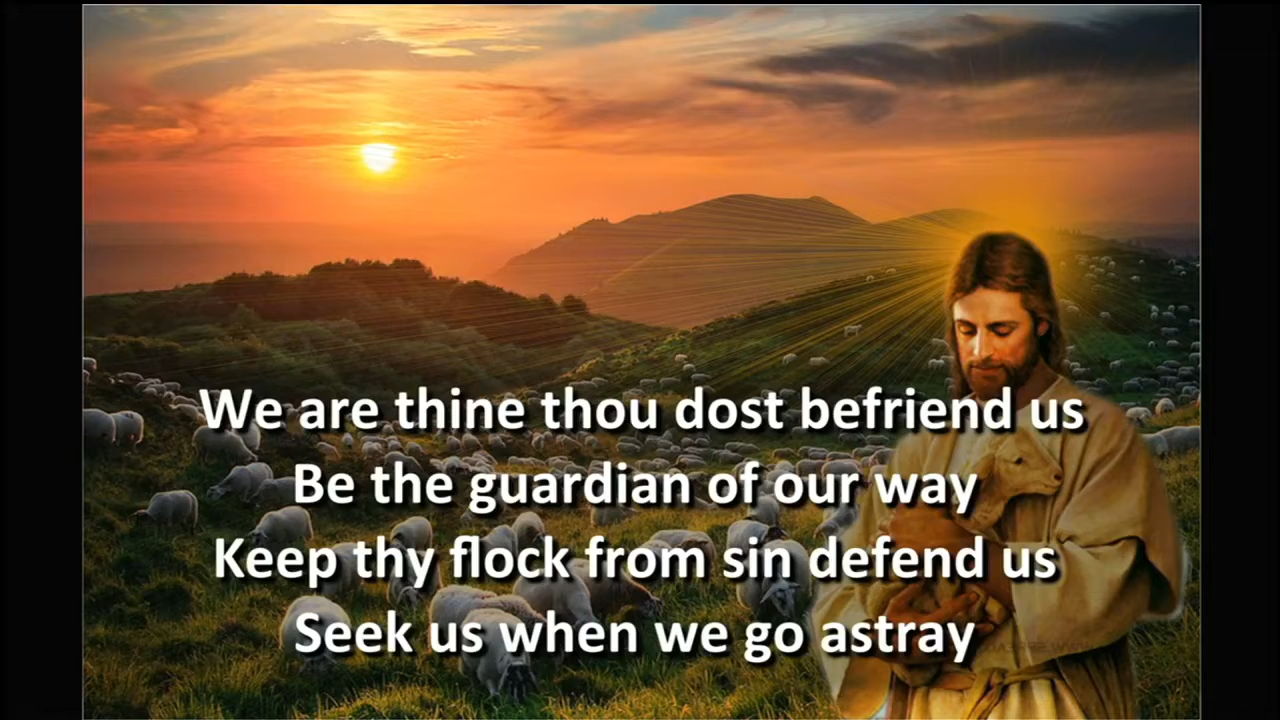 We are thine thou dost befriend us
Be the guardian of our way
Keep thy flock from sin defend us
Seek us when we go astray